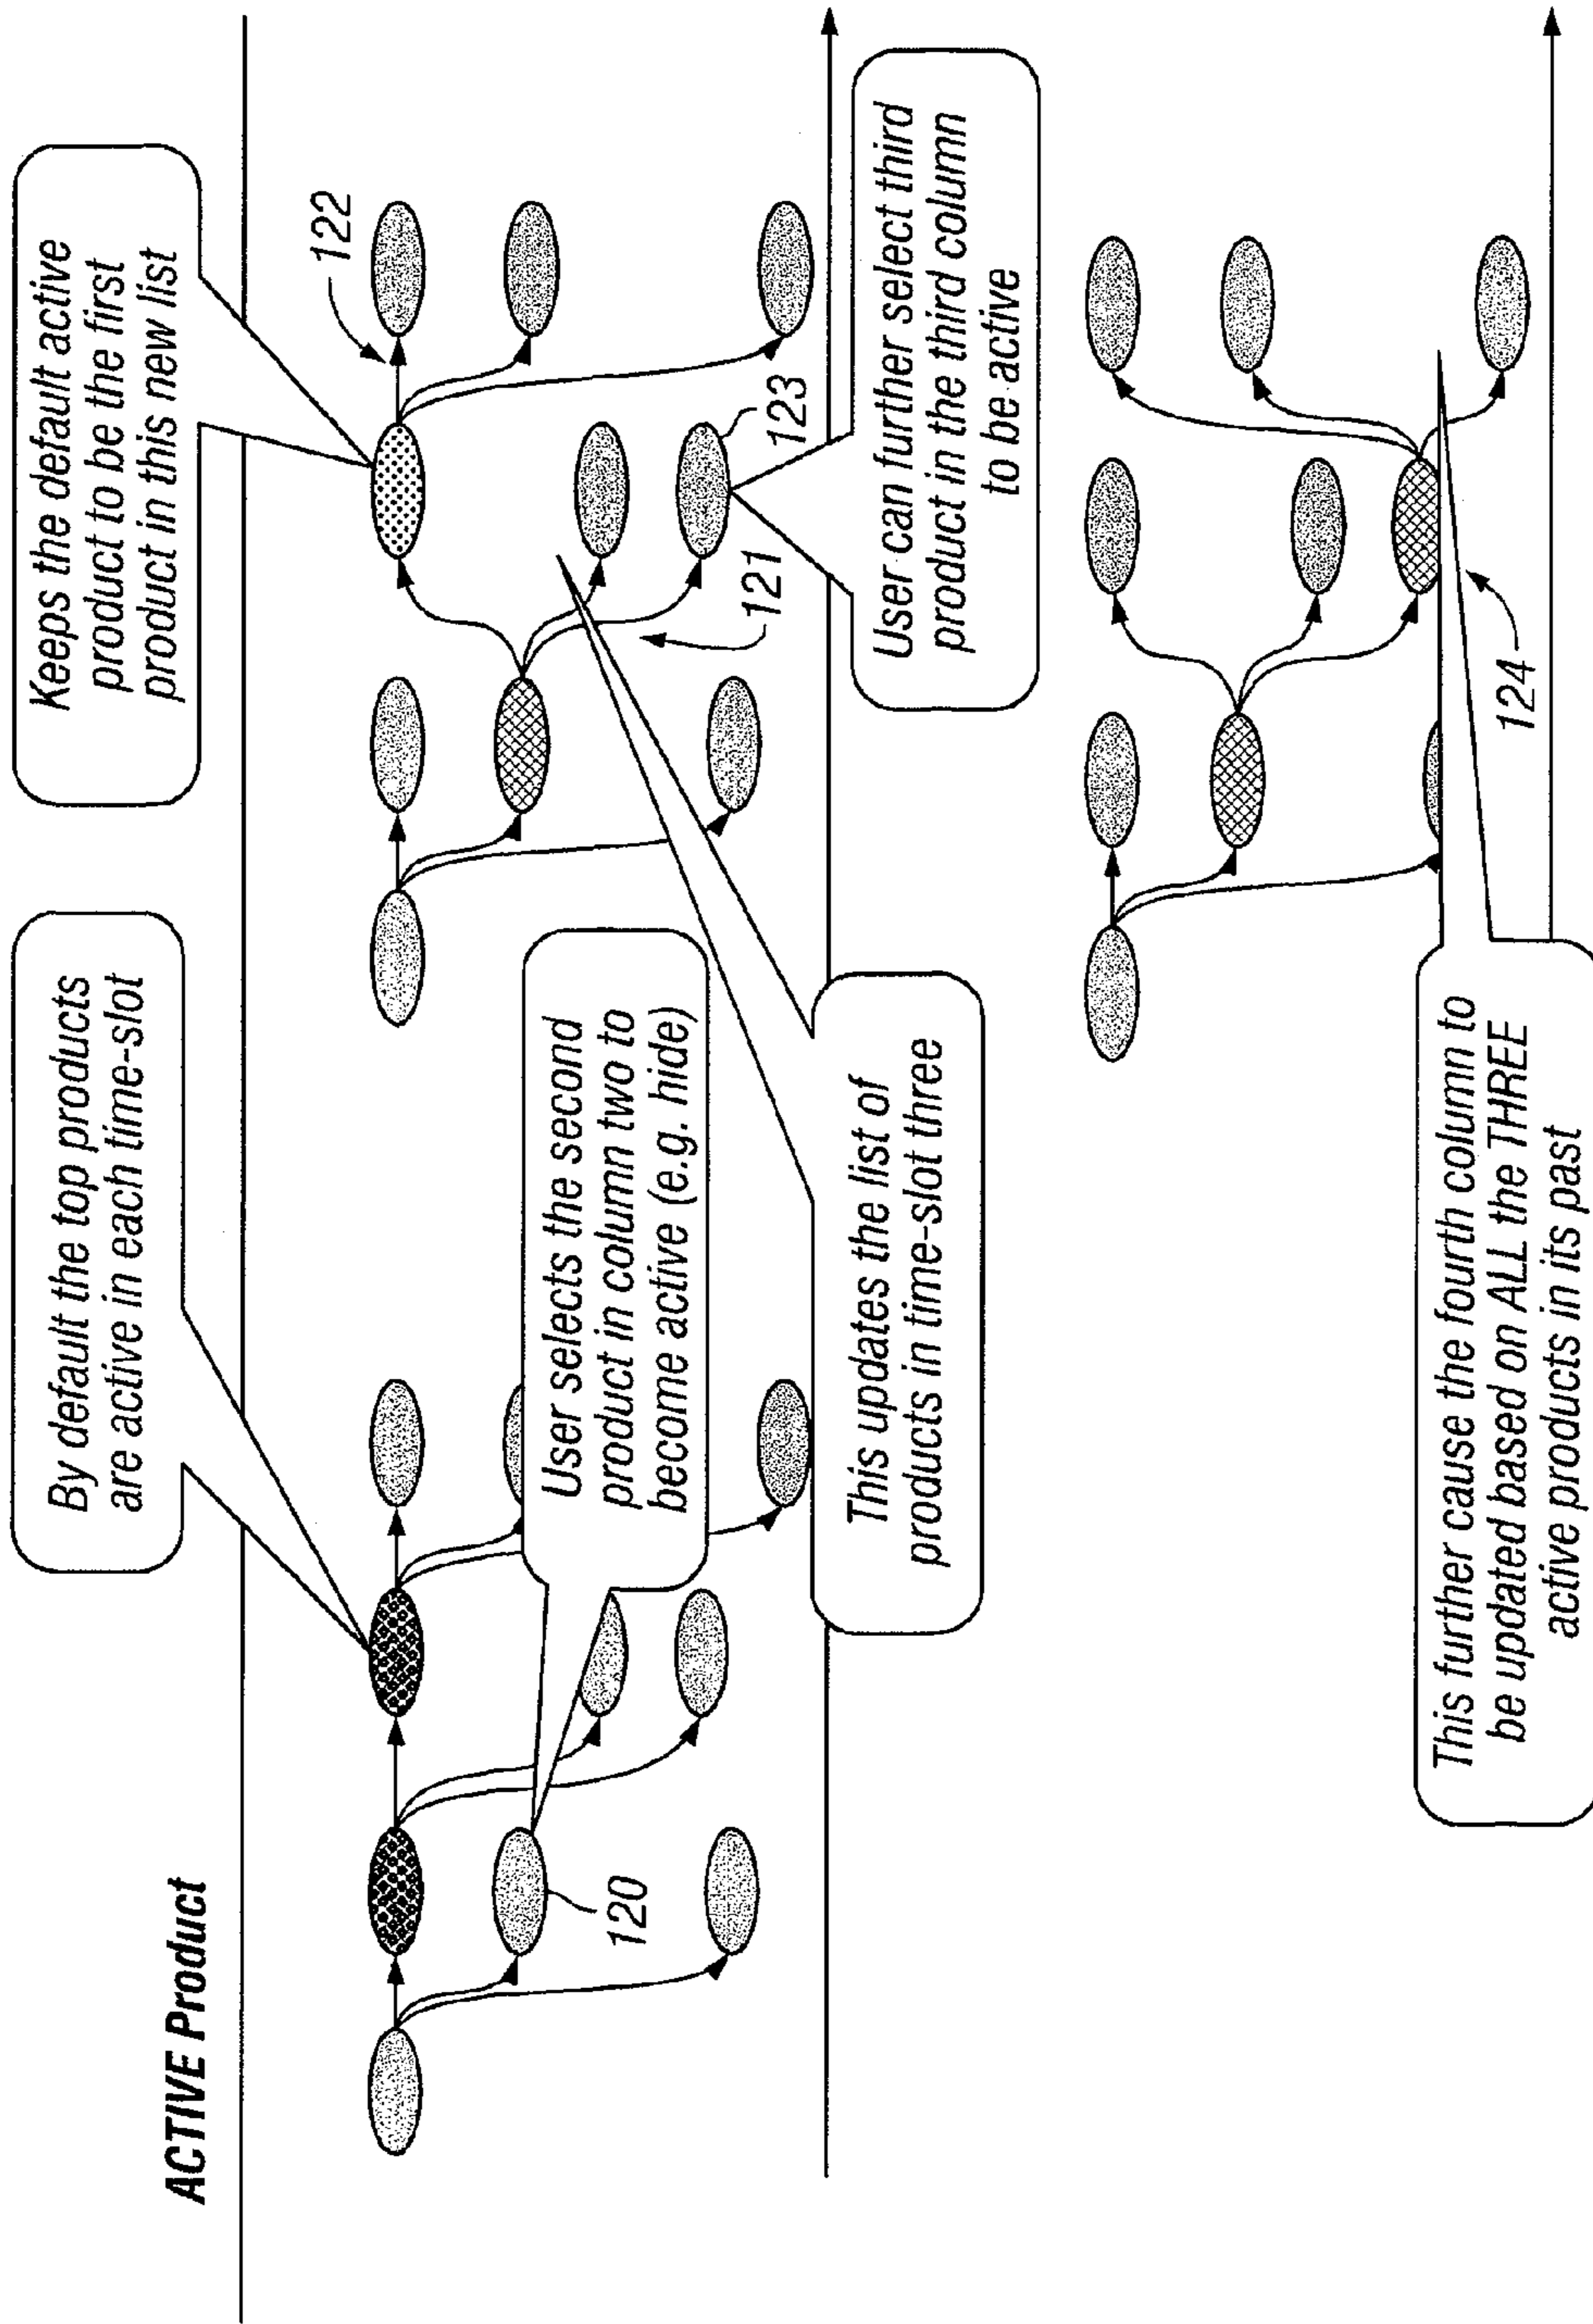 ACTIVE Product
By default the top products
are active in each time-slot
Keeps the default active
product to be the first
product in this new list
122
120
User selects the second
product in column two to
become active (e.g. hide)
121
123
This updates the list of
products in time-slot three
User can further select third
product in the third column
to be active
124
This further cause the fourth column to
be updated based on ALL the THREE
active products in its past